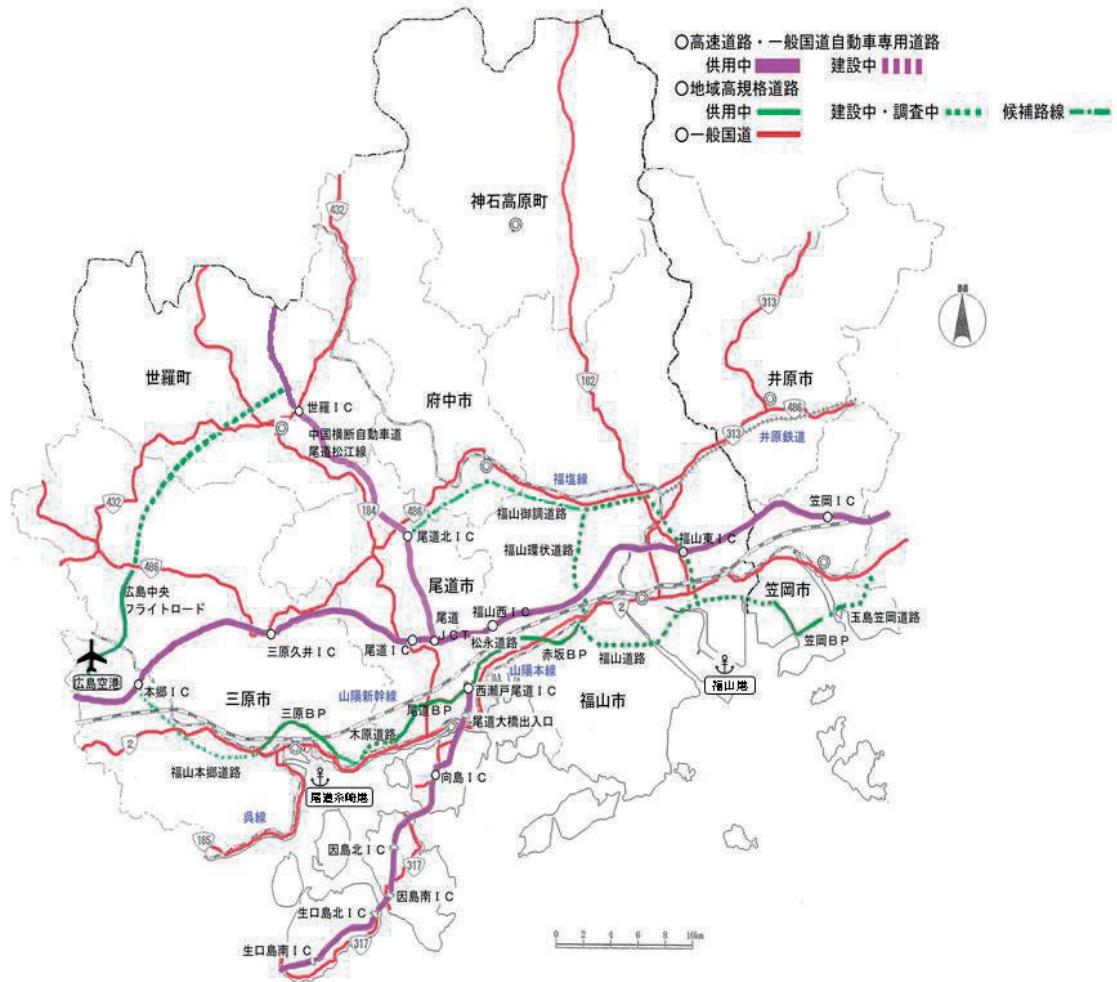 ○高速道路・一般国道自動車専用道路
供用中 建設中
○地域高規格道路
供用中 建設中・調査中 候補路線
○一般国道
432
神石高原町
313
N
世羅町
182
井原市
府中市
486
世羅IC
313
井原鉄道
中国横断自動車道
尾道松江線
福塩線
432
184
486
福山御調道路
笠岡IC
尾道北IC
福山環状道路
福山東IC
486
広島中央
フライトロード
尾道市
笠岡市
尾道
JCT
福山西IC
2
玉島笠岡道路
三原久井IC
尾道IC
松永道路
赤坂BP
福山道路
笠岡BP
広島空港
本郷IC
三原市
山陽新幹線
山陽本線
西瀬戸尾道IC
福山市
福山港
三原BP
尾道BP
尾道大橋出入口
2
木原道路
福山本郷道路
向島IC
尾道糸崎港
呉線
185
因島北IC
317
因島南IC
生口島北IC
317
生口島南IC
0 2 4 6 8 10km